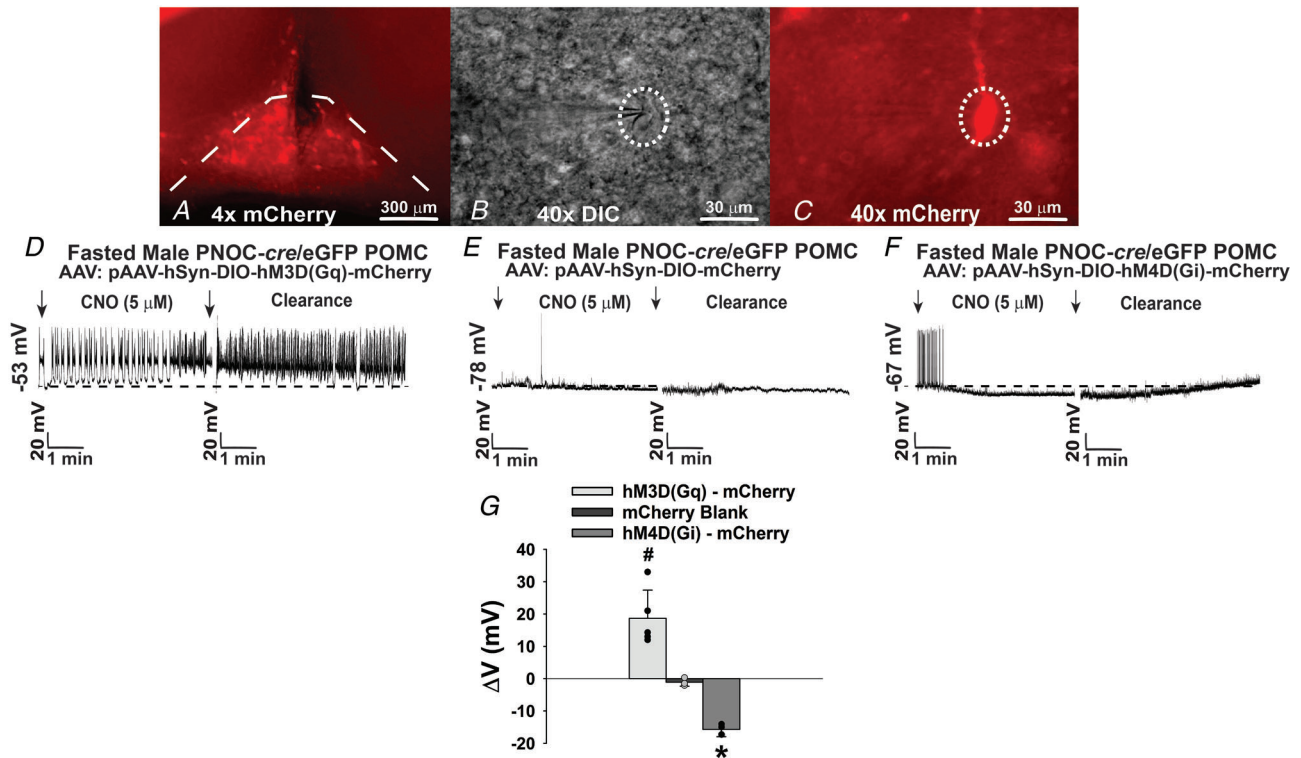 A
4x mCherry
300 μm
B
40x DIC
30 μm
C
40x mCherry
30 μm
D
Fasted Male PNOC-cre/eGFP POMC
AAV: pAAV-hSyn-DIO-hM3D(Gq)-mCherry
CNO (5 μM)
Clearance
-53 mV
20 mV
1 min
20 mV
1 min
E
Fasted Male PNOC-cre/eGFP POMC
AAV: pAAV-hSyn-DIO-mCherry
CNO (5 μM)
Clearance
-78 mV
20 mV
1 min
20 mV
1 min
F
Fasted Male PNOC-cre/eGFP POMC
AAV: pAAV-hSyn-DIO-hM4D(Gi)-mCherry
CNO (5 μM)
Clearance
-67 mV
20 mV
1 min
20 mV
1 min
G
hM3D(Gq) - mCherry
mCherry Blank
hM4D(Gi) - mCherry
#
ΔV (mV)
40
30
20
10
0
-10
-20
*